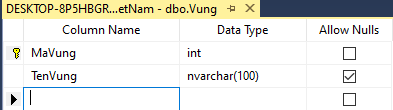 DESKTOP-8P5HBGR...etNam - dbo.Vung
Column Name Data Type Allow Nulls
MaVung int
TenVung nvarchar(100)